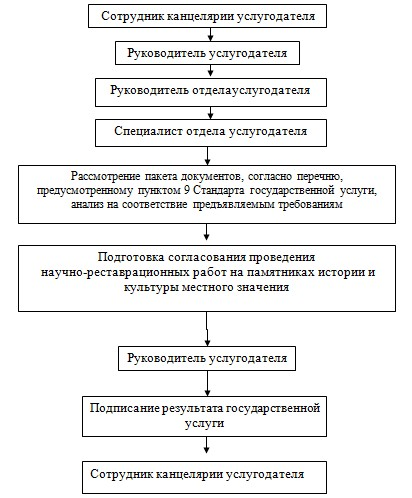 Сотрудник канцелярии услугодателя
Руководитель услугодателя
Руководитель отделауслугодателя
Специалист отдела услугодателя
Рассмотрение пакета документов, согласно перечню,
предусмотренному пунктом 9 Стандарта государственной услуги,
анализ на соответствие предъявляемым требованиям
Подготовка согласования проведения
научно-реставрационных работ на памятниках истории и
культуры местного значения
Руководитель услугодателя
Подписание результата государственной
услуги
Сотрудник канцелярии услугодателя